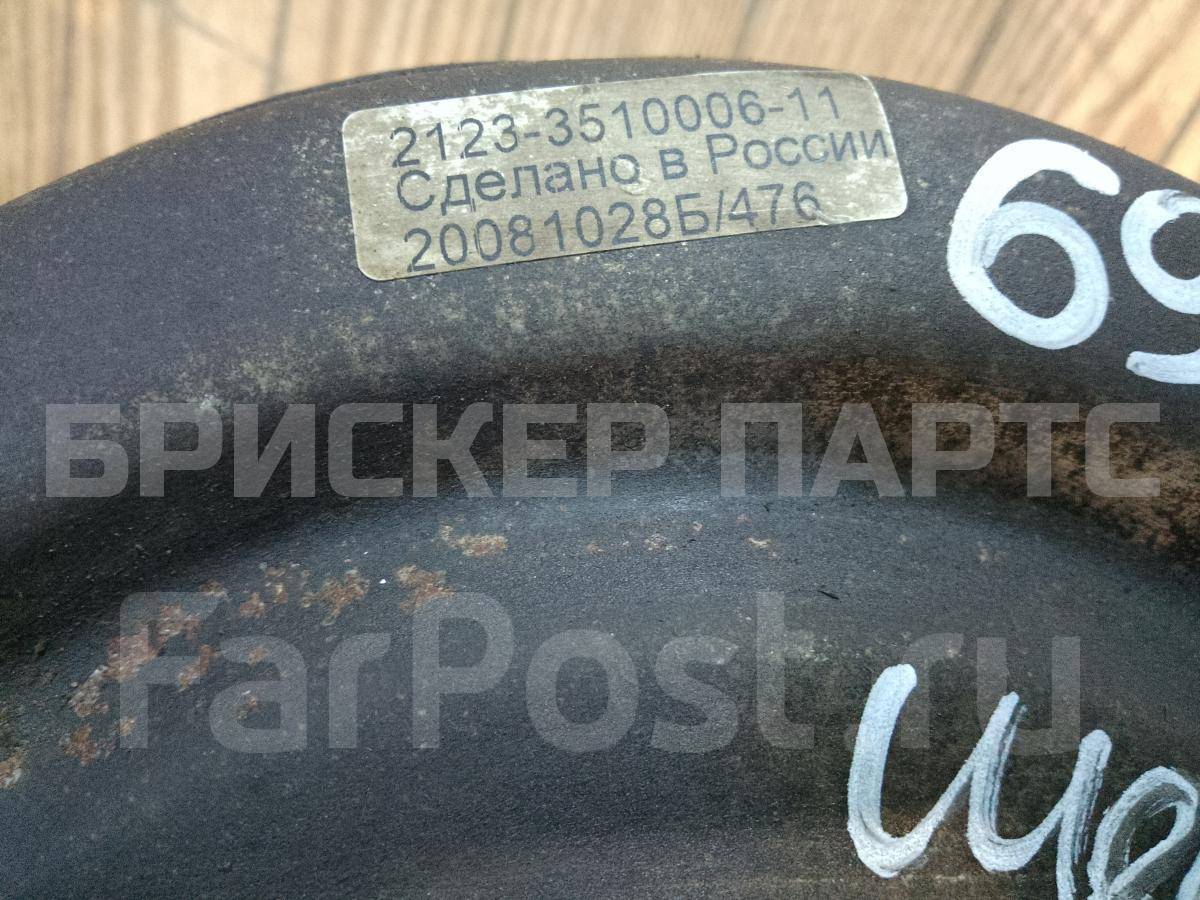 2123-3510006-11
Сделано в России
20081028Б/476
69
БРИСКЕР ПАРТС
FarPost.ru